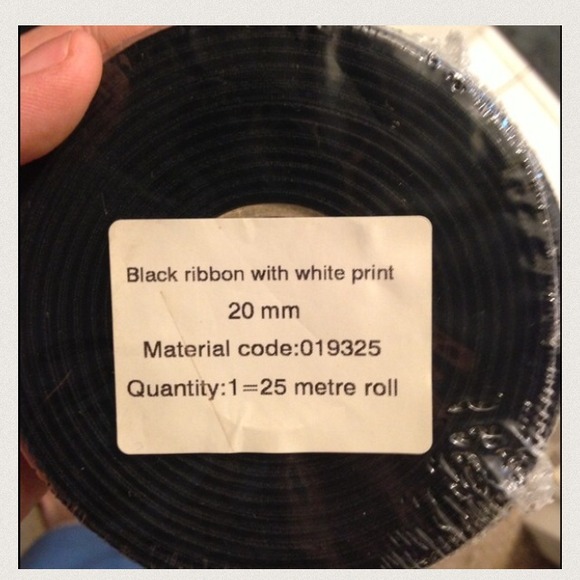 Black ribbon with white print
20 mm
Material code:019325
Quantity:1=25 metre roll